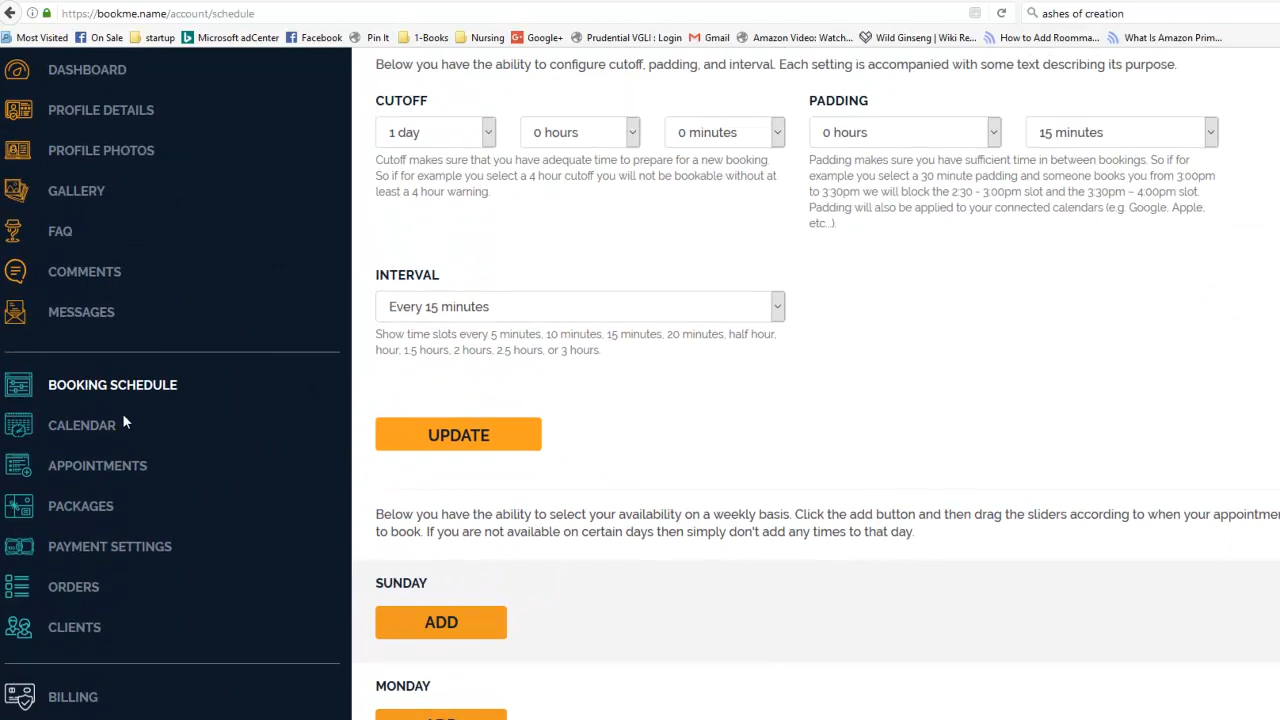 https://bookme.name/account/schedule
ashes of creation
Most Visited
On Sale
startup
Microsoft adCenter
Facebook
Pin It
1-Books
Nursing
Google+
Prudential VGLI : Login
Gmail
Amazon Video: Watch...
Wild Ginseng | Wiki Re...
How to Add Roomma...
What Is Amazon Prim...
DASHBOARD
PROFILE DETAILS
PROFILE PHOTOS
GALLERY
FAQ
COMMENTS
MESSAGES
BOOKING SCHEDULE
CALENDAR
APPOINTMENTS
PACKAGES
PAYMENT SETTINGS
ORDERS
CLIENTS
BILLING
Below you have the ability to configure cutoff, padding, and interval. Each setting is accompanied with some text describing its purpose.
CUTOFF
1 day
0 hours
0 minutes
Cutoff makes sure that you have adequate time to prepare for a new booking.
So if for example you select a 4 hour cutoff you will not be bookable without at
least a 4 hour warning.
PADDING
0 hours
15 minutes
Padding makes sure you have sufficient time in between bookings. So if for
example you select a 30 minute padding and someone books you from 3:00pm
to 3:30pm we will block the 2:30 - 3:00pm slot and the 3:30pm – 4:00pm slot.
Padding will also be applied to your connected calendars (e.g. Google, Apple,
etc...).
INTERVAL
Every 15 minutes
Show time slots every 5 minutes, 10 minutes, 15 minutes, 20 minutes, half hour,
hour, 1.5 hours, 2 hours, 2.5 hours, or 3 hours.
UPDATE
Below you have the ability to select your availability on a weekly basis. Click the add button and then drag the sliders according to when your appointme
to book. If you are not available on certain days then simply don't add any times to that day.
SUNDAY
ADD
MONDAY
ADD